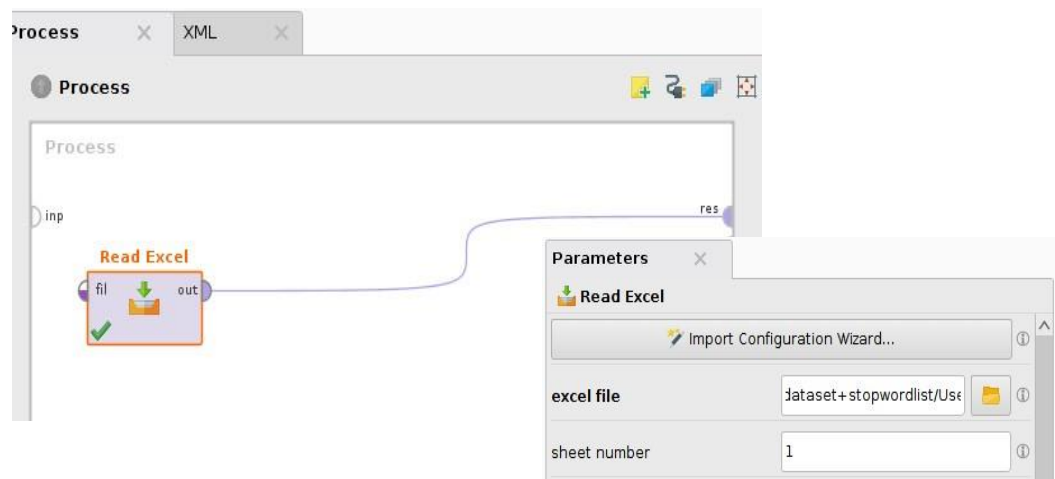 Process XML
Process
Process
inp
res
Read Excel
fil out
Parameters
Read Excel
Import Configuration Wizard...
excel file
dataset+stopwordlist/Use
sheet number
1